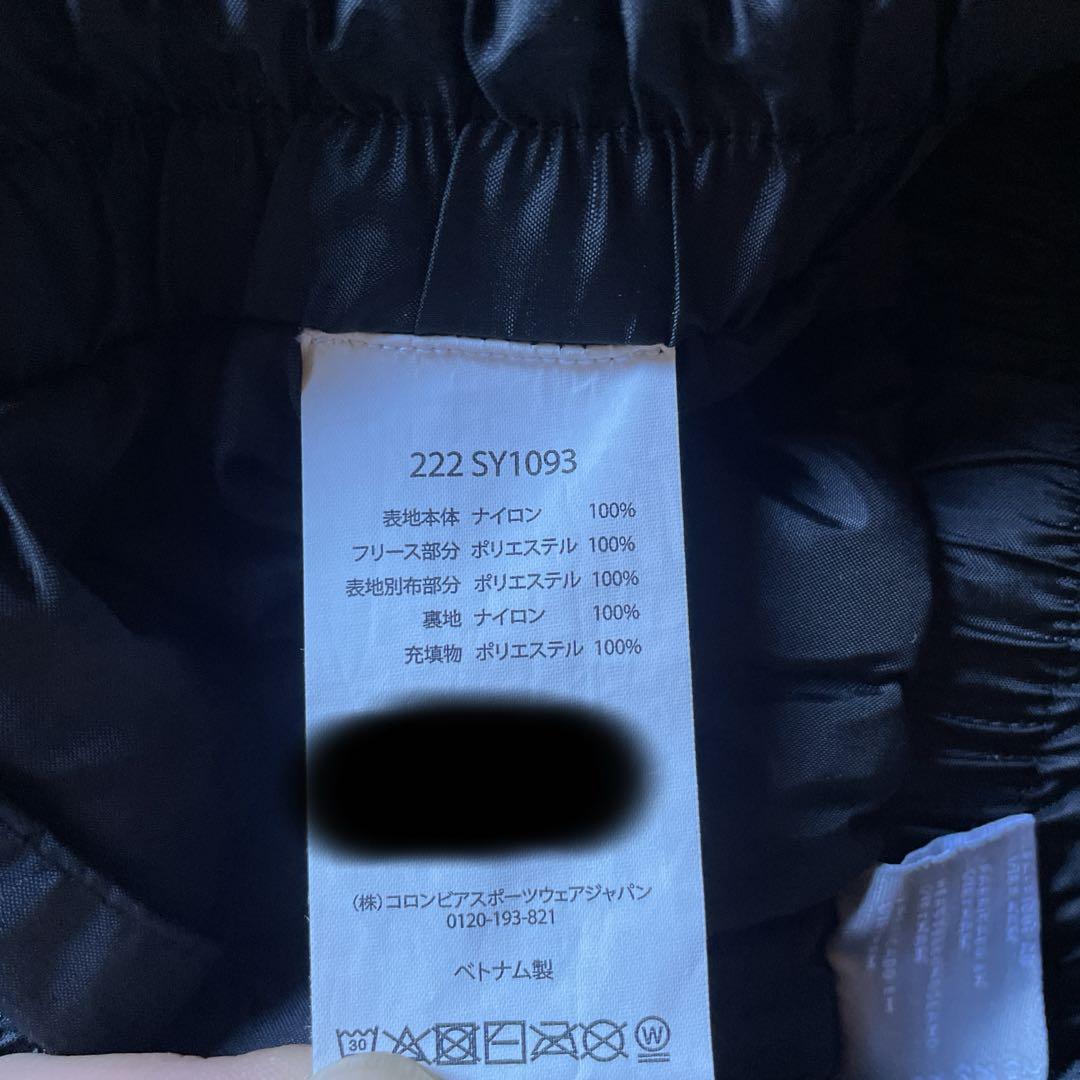 222 SY1093
表地本体 ナイロン 100%
フリース部分 ポリエステル 100%
表地別布部分 ポリエステル 100%
裏地 ナイロン 100%
充填物 ポリエステル 100%
(株)コロンビアスポーツウェアジャパン
0120-193-821
ベトナム製
30
W